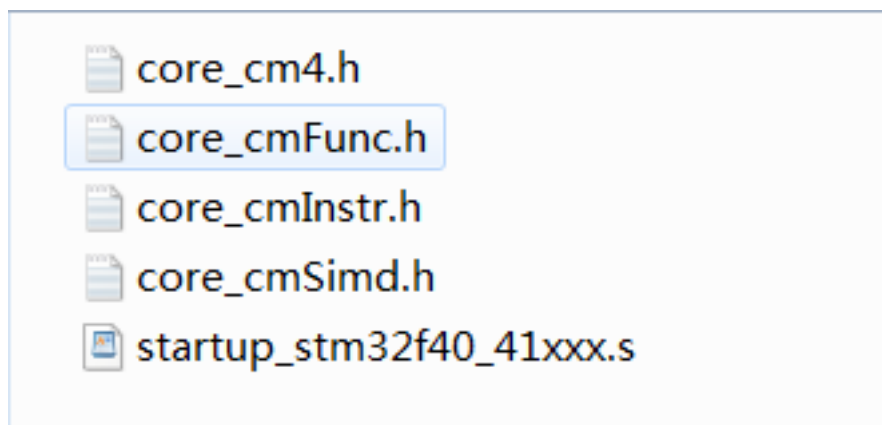 core_cm4.h
core_cmFunc.h
core_cmInstr.h
core_cmSimd.h
startup_stm32f40_41xxx.s